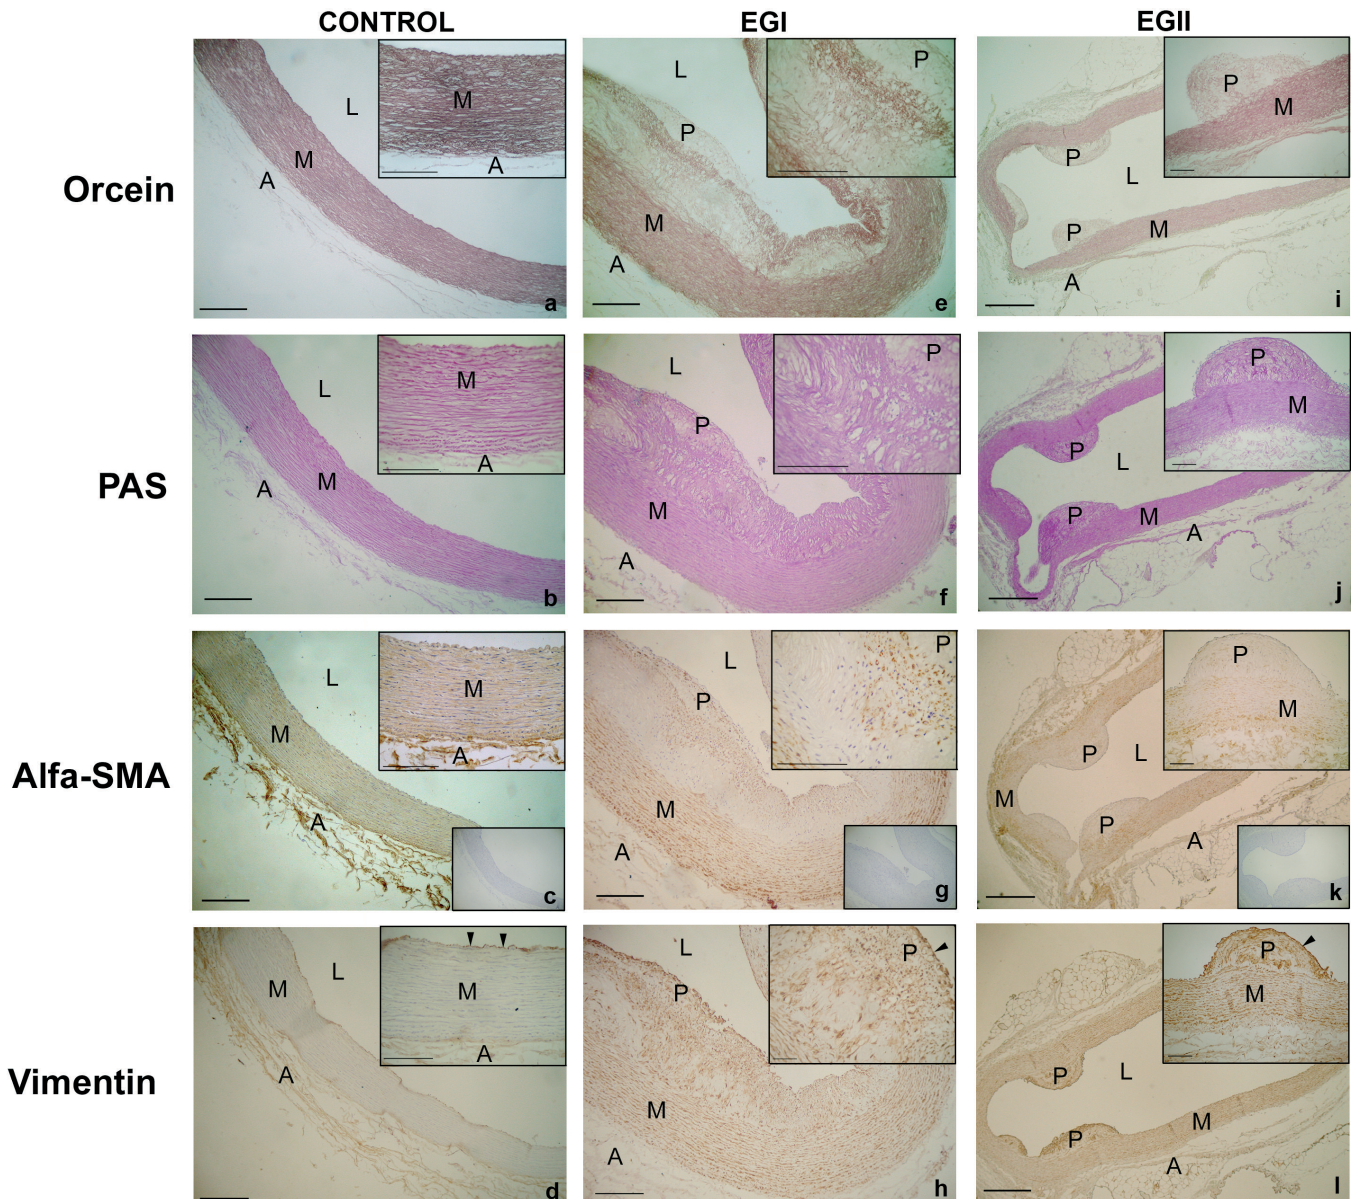 CONTROL EGI EGII
Orcein
L M A M A a
L P M A P e
P P L M A P M i
PAS
L M A M A b
L P M A P f
P P L M A P M j
Alfa-SMA
L M A M A c
L P M A P g
P L M P A P M k
Vimentin
L M A M A d
L P M A P h
P L P M A P M l